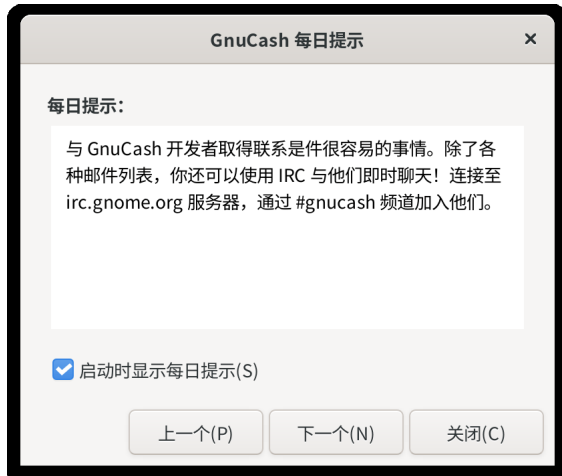 GnuCash 每日提示
每日提示：
与 GnuCash 开发者取得联系是件很容易的事情。除了各
种邮件列表，你还可以使用 IRC 与他们即时聊天！连接至
irc.gnome.org 服务器，通过 #gnucash 频道加入他们。
启动时显示每日提示(S)
上一个(P) 下一个(N) 关闭(C)